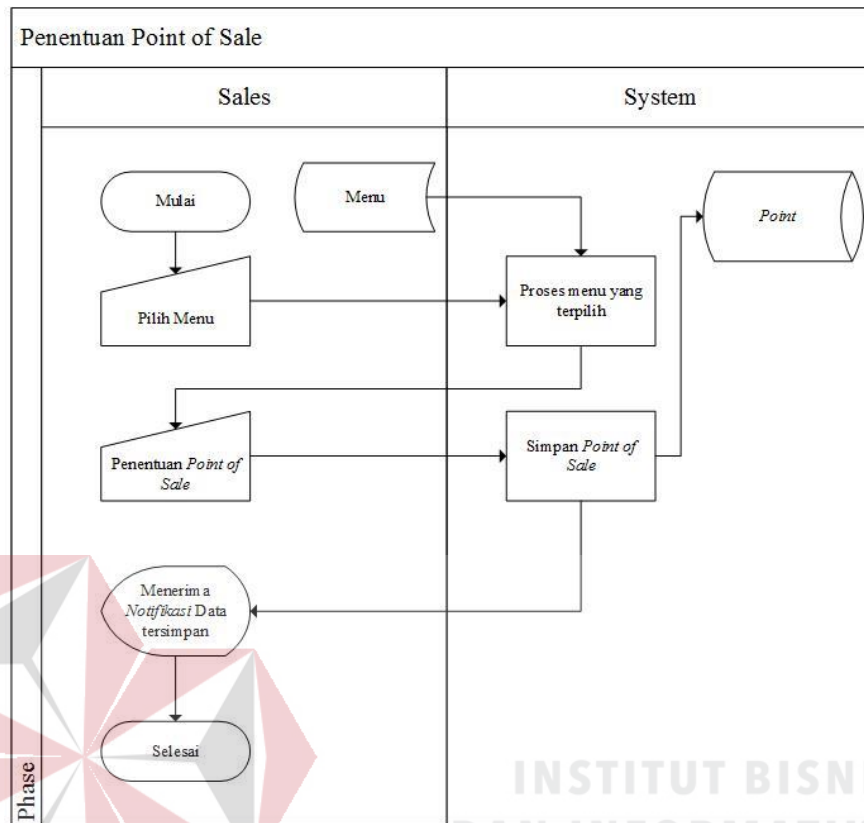 Penentuan Point of Sale
Sales
System
Mulai
Menu
Point
Pilih Menu
Proses menu yang
terpilih
Penentuan Point of
Sale
Simpan Point of
Sale
Menerima
Notifikasi Data
tersimpan
Selesai
Phase
INSTITUT BISNI